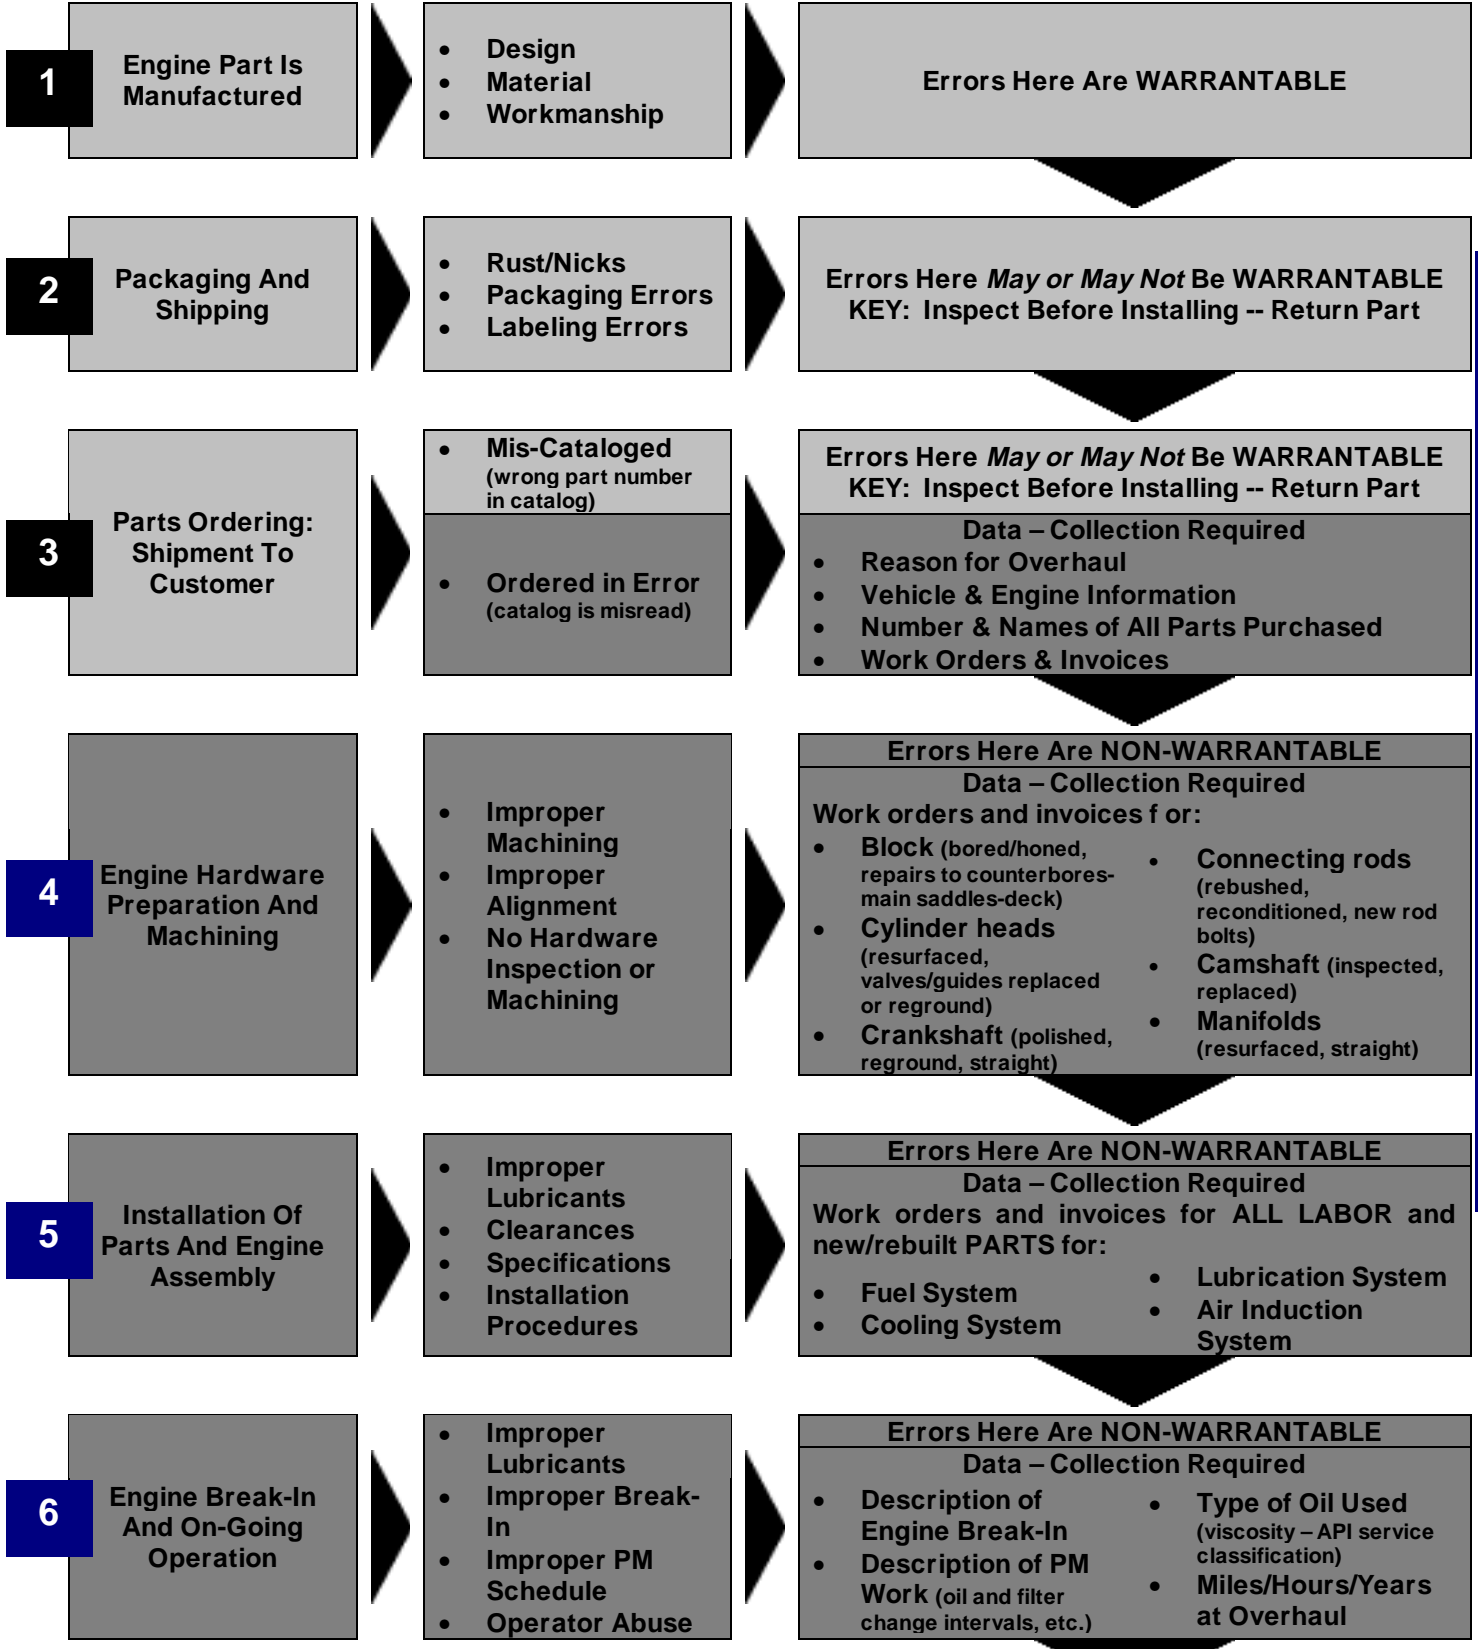 1
Engine Part Is
Manufactured
• Design
• Material
• Workmanship
Errors Here Are WARRANTABLE
2
Packaging And
Shipping
• Rust/Nicks
• Packaging Errors
• Labeling Errors
Errors Here May or May Not Be WARRANTABLE
KEY: Inspect Before Installing -- Return Part
3
Parts Ordering:
Shipment To
Customer
• Mis-Cataloged
(wrong part number
in catalog)
• Ordered in Error
(catalog is misread)
Errors Here May or May Not Be WARRANTABLE
KEY: Inspect Before Installing -- Return Part
Data – Collection Required
• Reason for Overhaul
• Vehicle & Engine Information
• Number & Names of All Parts Purchased
• Work Orders & Invoices
4
Engine Hardware
Preparation And
Machining
• Improper
Machining
• Improper
Alignment
• No Hardware
Inspection or
Machining
Errors Here Are NON-WARRANTABLE
Data – Collection Required
Work orders and invoices f or:
• Block (bored/honed,
repairs to counterbores-
main saddles-deck)
• Cylinder heads
(resurfaced,
valves/guides replaced
or reground)
• Crankshaft (polished,
reground, straight)
• Connecting rods
(rebushed,
reconditioned, new rod
bolts)
• Camshaft (inspected,
replaced)
• Manifolds
(resurfaced, straight)
5
Installation Of
Parts And Engine
Assembly
• Improper
Lubricants
• Clearances
• Specifications
• Installation
Procedures
Errors Here Are NON-WARRANTABLE
Data – Collection Required
Work orders and invoices for ALL LABOR and
new/rebuilt PARTS for:
• Fuel System
• Cooling System
• Lubrication System
• Air Induction
System
6
Engine Break-In
And On-Going
Operation
• Improper
Lubricants
• Improper Break-
In
• Improper PM
Schedule
• Operator Abuse
Errors Here Are NON-WARRANTABLE
Data – Collection Required
• Description of
Engine Break-In
• Description of PM
Work (oil and filter
change intervals, etc.)
• Type of Oil Used
(viscosity – API service
classification)
• Miles/Hours/Years
at Overhaul